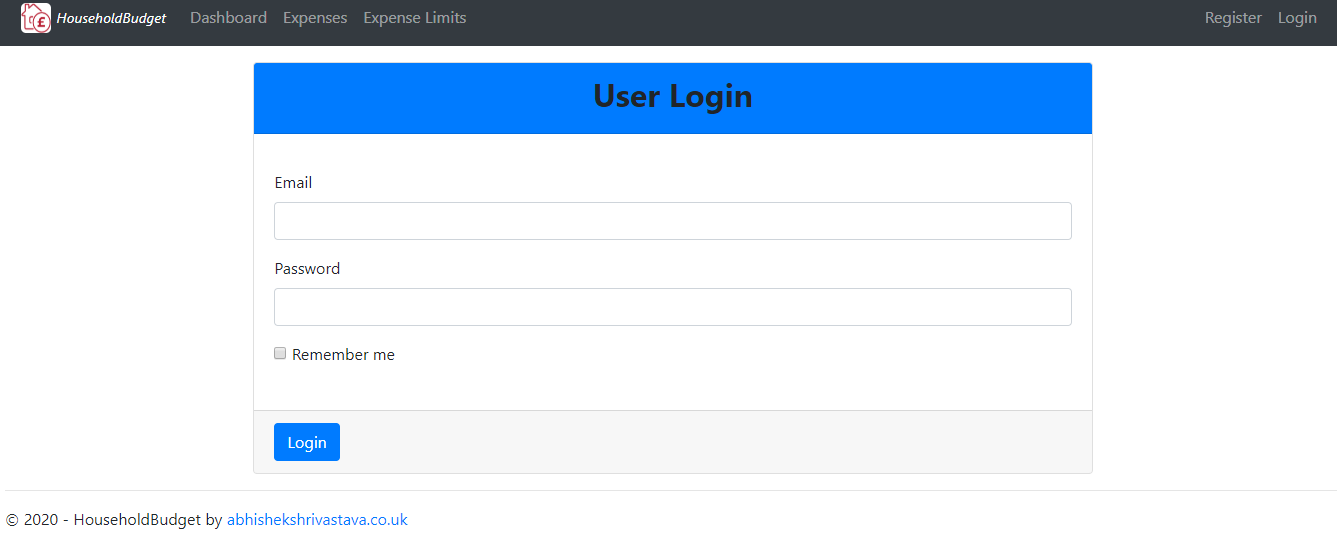 £ HouseholdBudget Dashboard Expenses Expense Limits Register Login
User Login
Email
Password
Remember me
Login
© 2020 - HouseholdBudget by abhishekshrivastava.co.uk